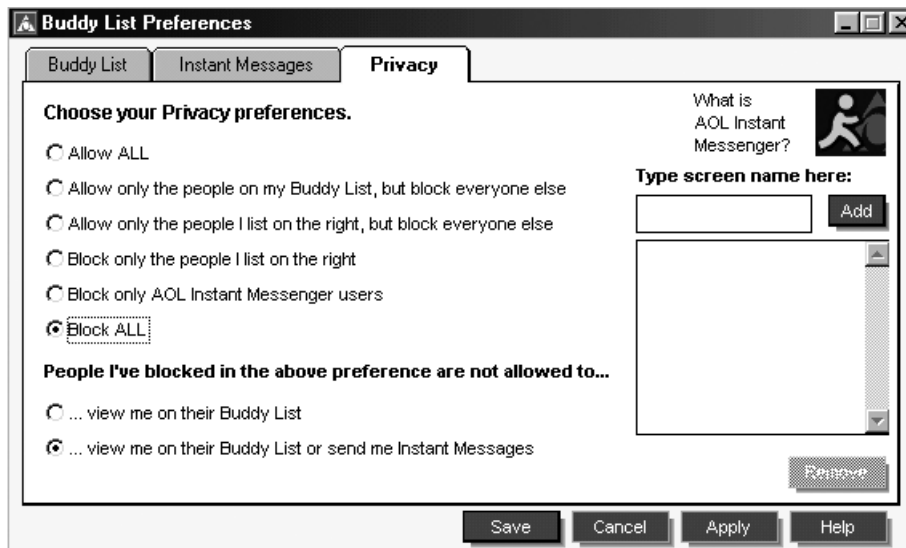 Buddy List Preferences
Buddy List
Instant Messages
Privacy
Choose your Privacy preferences.
Allow ALL
Allow only the people on my Buddy List, but block everyone else
Allow only the people I list on the right, but block everyone else
Block only the people I list on the right
Block only AOL Instant Messenger users
Block ALL
People I've blocked in the above preference are not allowed to...
... view me on their Buddy List
... view me on their Buddy List or send me Instant Messages
What is
AOL Instant
Messenger?
Type screen name here:
Add
Remove
Save
Cancel
Apply
Help